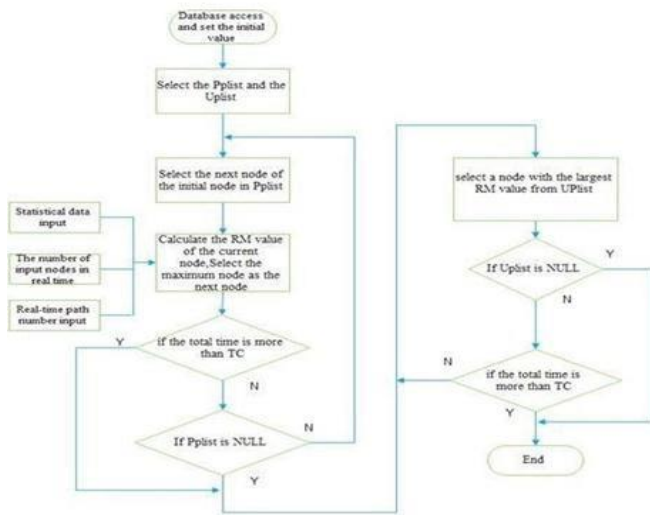 Database access
and set the initial
value
Select the Pplist and the
Uplist
Select the next node of
the initial node in Pplist
Statistical data
input
The number of
input nodes in
real time
Real-time path
number input
Calculate the RM value
of the current
node,Select the
maximum node as the
next node
Y
if the total time is more
than TC
N
If Pplist is NULL
N
Y
select a node with the largest
RM value from UPlist
Y
If Uplist is NULL
N
N
if the total time is
more than TC
Y
End